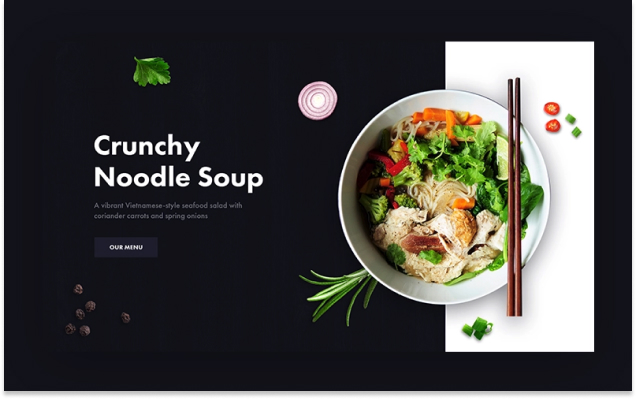 Crunchy
Noodle Soup
A vibrant Vietnamese-style seafood salad with
coriander carrots and spring onions
OUR MENU